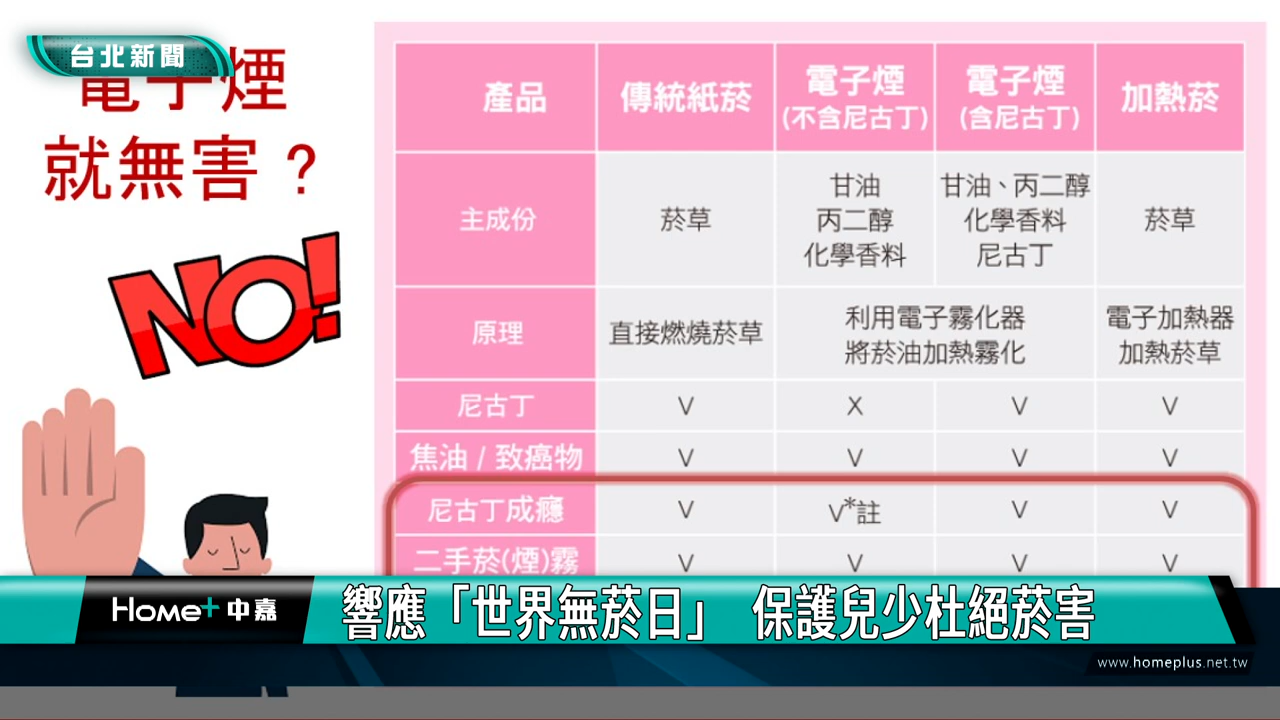 台北新聞
電子煙
就無害？
NO!
產品 傳統紙菸 電子煙(不含尼古丁) 電子煙(含尼古丁) 加熱菸
主成份 菸草 甘油 丙二醇 化學香料 甘油、丙二醇 化學香料 尼古丁 菸草
原理 直接燃燒菸草 利用電子霧化器 將菸油加熱霧化 電子加熱器 加熱菸草
尼古丁 V X V V
焦油 / 致癌物 V V V V
尼古丁成癮 V V*註 V V
二手菸(煙)霧 V V V V
Home+ 中嘉
響應「世界無菸日」 保護兒少杜絕菸害
www.homeplus.net.tw